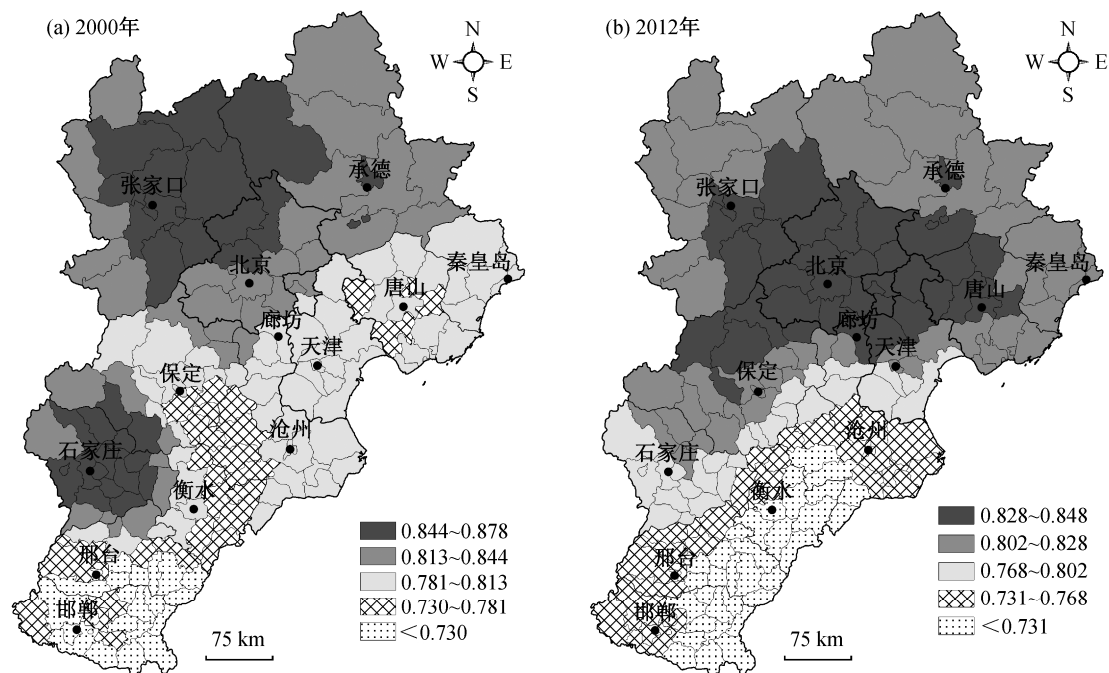 (a) 2000年
N
W E
S
承德
张家口
北京
秦皇岛
唐山
廊坊
天津
保定
沧州
石家庄
衡水
邢台
邯郸
0.844~0.878
0.813~0.844
0.781~0.813
0.730~0.781
<0.730
75 km
(b) 2012年
N
W E
S
承德
张家口
北京
秦皇岛
唐山
廊坊
天津
保定
沧州
石家庄
衡水
邢台
邯郸
0.828~0.848
0.802~0.828
0.768~0.802
0.731~0.768
<0.731
75 km